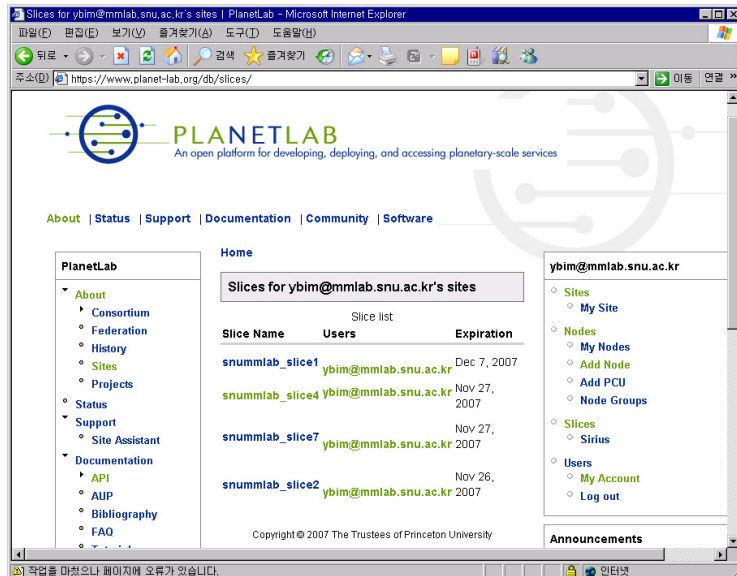 Slices for ybim@mmlab.snu.ac.kr's sites | PlanetLab - Microsoft Internet Explorer
파일(F) 편집(E) 보기(V) 즐겨찾기(A) 도구(T) 도움말(H)
뒤로 검색 즐겨찾기
주소(D) https://www.planet-lab.org/db/slices/ 이동 연결 »
PLANETLAB
An open platform for developing, deploying, and accessing planetary-scale services
About | Status | Support | Documentation | Community | Software
PlanetLab
About
Consortium
Federation
History
Sites
Projects
Status
Support
Site Assistant
Documentation
API
AUP
Bibliography
FAQ
Home
Slices for ybim@mmlab.snu.ac.kr's sites
Slice list
Slice Name Users Expiration
snummlab_slice1 ybim@mmlab.snu.ac.kr Dec 7, 2007
snummlab_slice4 ybim@mmlab.snu.ac.kr Nov 27,
2007
snummlab_slice7 ybim@mmlab.snu.ac.kr Nov 27,
2007
snummlab_slice2 ybim@mmlab.snu.ac.kr Nov 26,
2007
Copyright © 2007 The Trustees of Princeton University
ybim@mmlab.snu.ac.kr
Sites
My Site
Nodes
My Nodes
Add Node
Add PCU
Node Groups
Slices
Sirius
Users
My Account
Log out
Announcements
작업을 마쳤으나 페이지에 오류가 있습니다. 인터넷